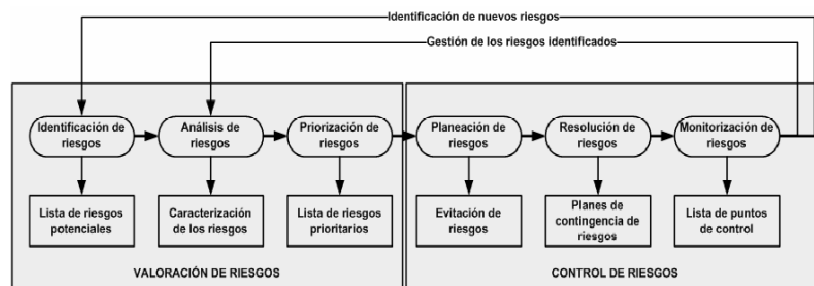 Identificación de nuevos riesgos
Gestión de los riesgos identificados
Identificación de
riesgos
Análisis de
riesgos
Priorización de
riesgos
Planeación de
riesgos
Resolución de
riesgos
Monitorización de
riesgos
Lista de riesgos
potenciales
Caracterización
de los riesgos
Lista de riesgos
prioritarios
Evitación de
riesgos
Planes de
contingencia de
riesgos
Lista de puntos
de control
VALORACIÓN DE RIESGOS
CONTROL DE RIESGOS